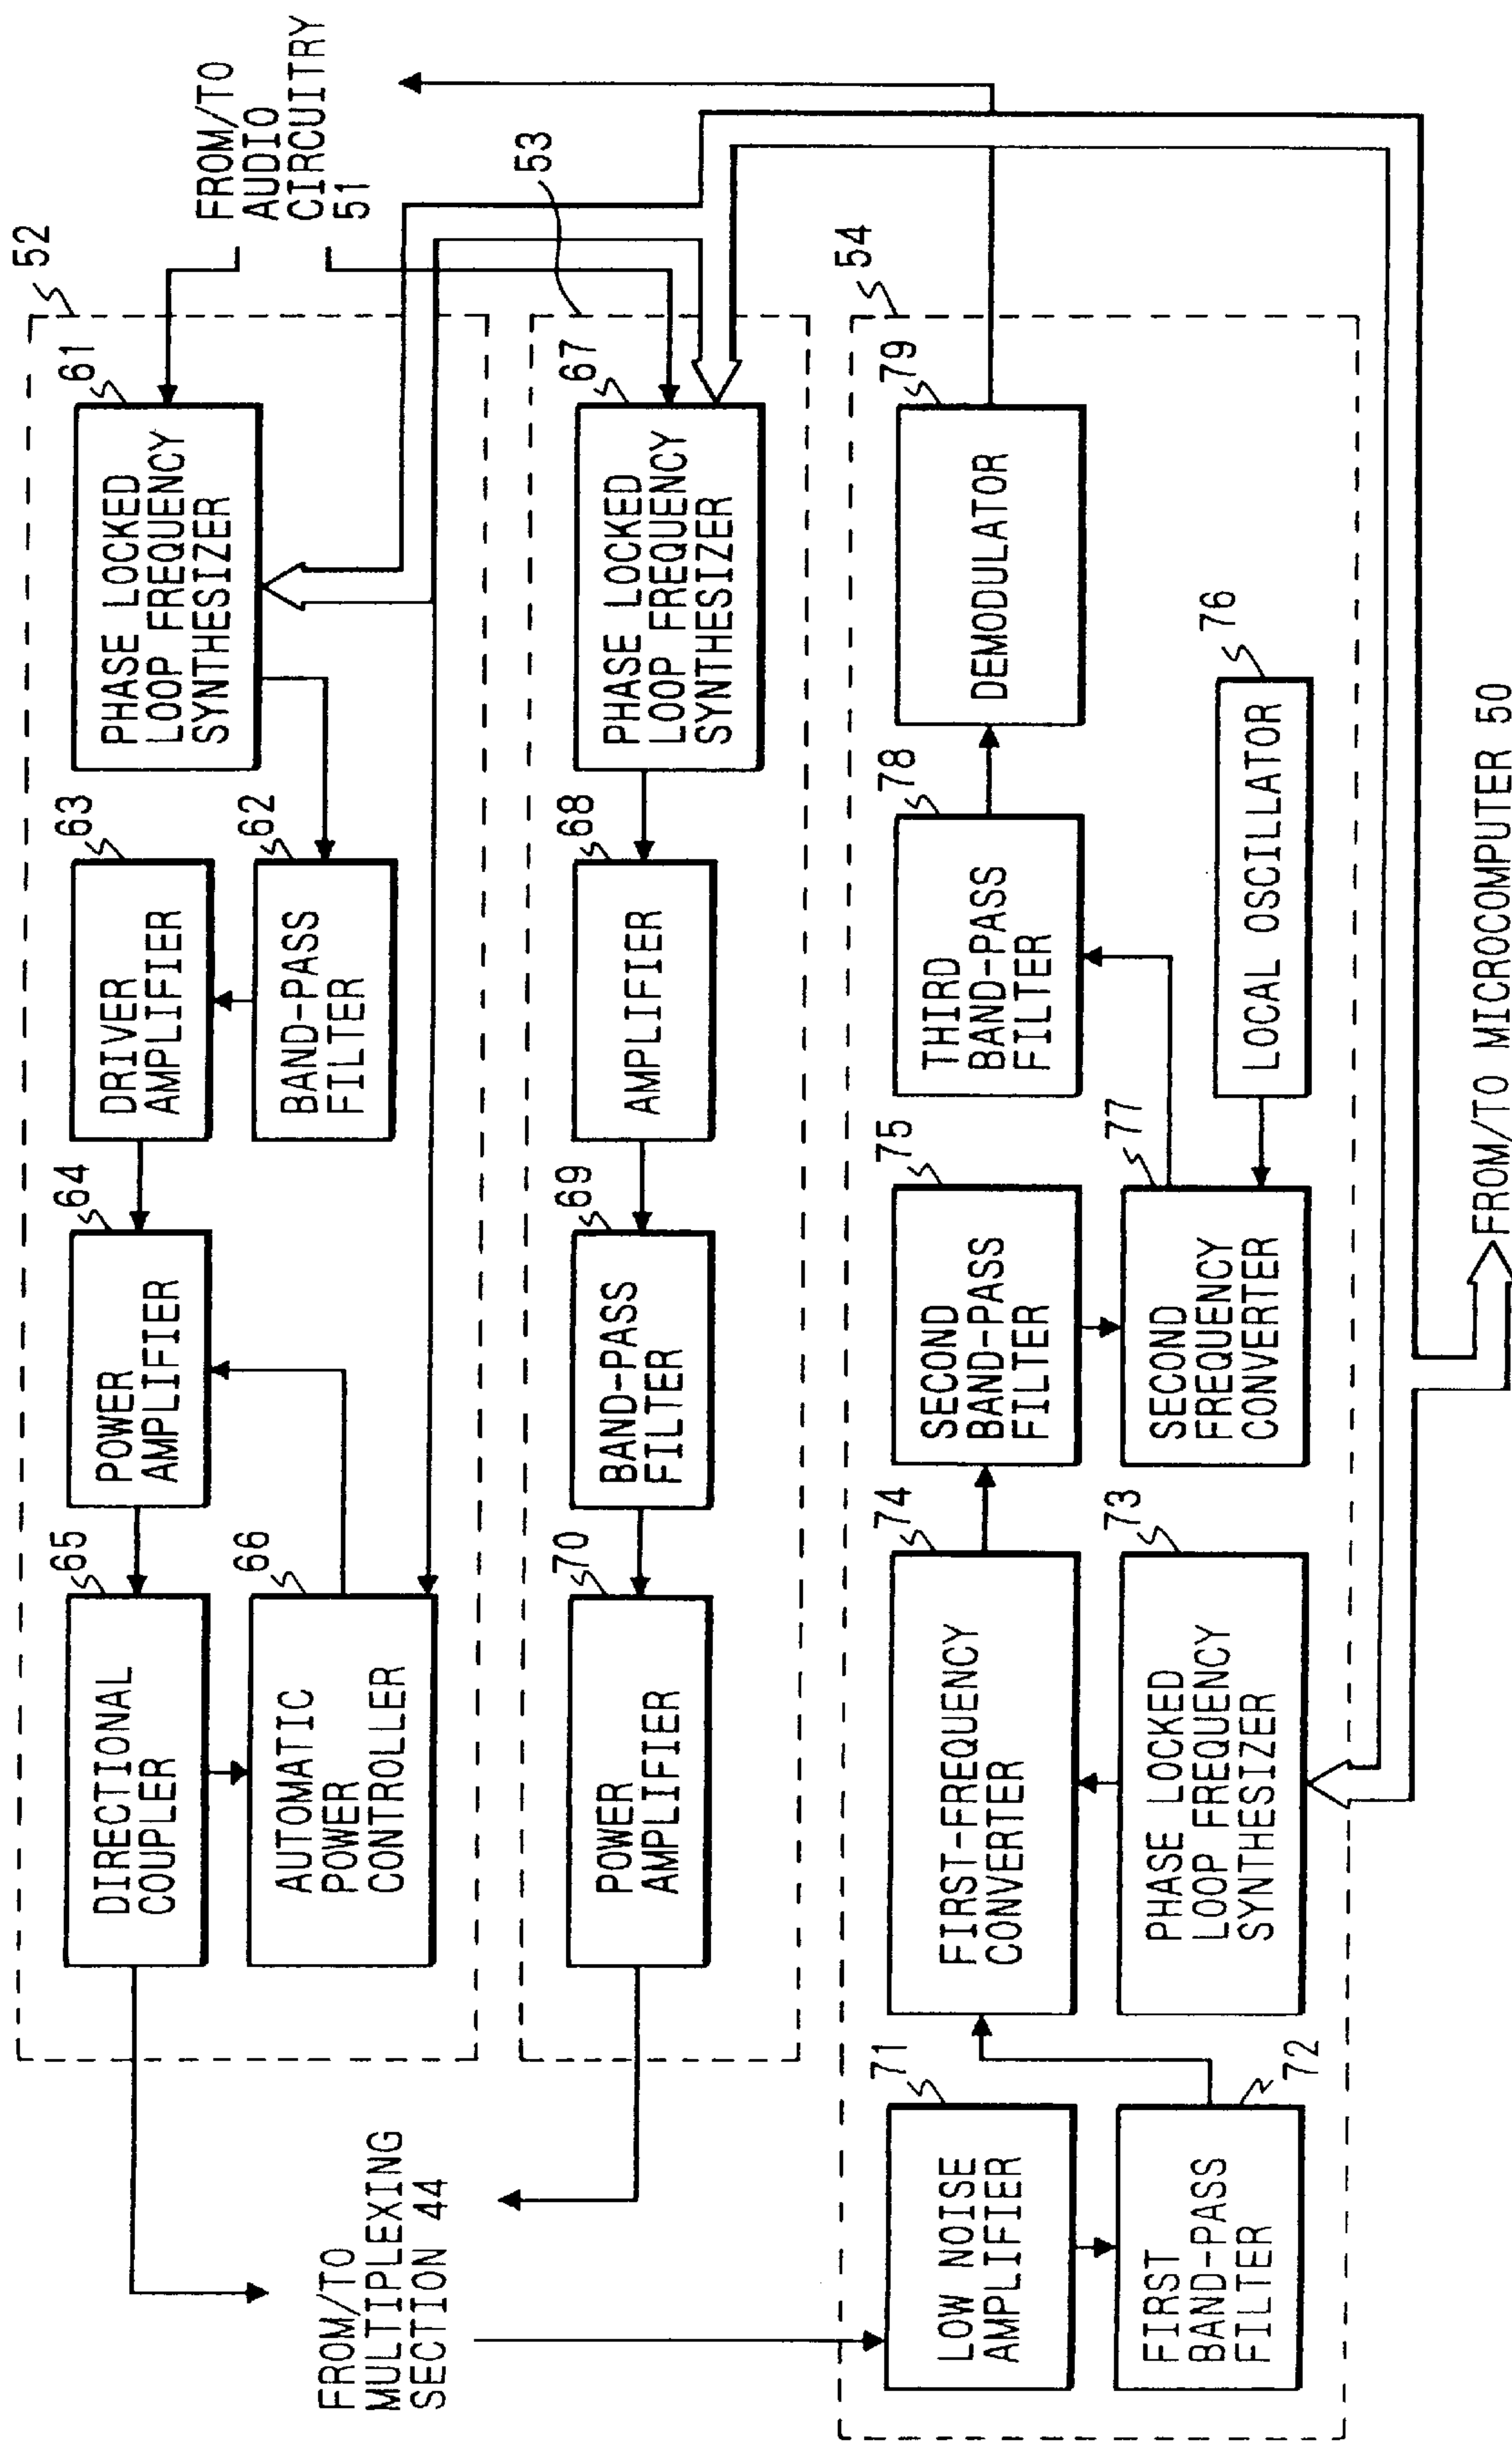 FROM/TO
AUDIO
CIRCUITRY
51
52
61
PHASE LOCKED
LOOP FREQUENCY
SYNTHESIZER
63
DRIVER
AMPLIFIER
62
BAND-PASS
FILTER
64
POWER
AMPLIFIER
65
DIRECTIONAL
COUPLER
66
AUTOMATIC
POWER
CONTROLLER
53
67
PHASE LOCKED
LOOP FREQUENCY
SYNTHESIZER
68
AMPLIFIER
69
BAND-PASS
FILTER
70
POWER
AMPLIFIER
FROM/TO
MULTIPLEXING
SECTION 44
54
71
LOW NOISE
AMPLIFIER
72
FIRST
BAND-PASS
FILTER
74
FIRST-FREQUENCY
CONVERTER
73
PHASE LOCKED
LOOP FREQUENCY
SYNTHESIZER
75
SECOND
BAND-PASS
FILTER
77
SECOND
FREQUENCY
CONVERTER
78
THIRD
BAND-PASS
FILTER
76
LOCAL OSCILLATOR
79
DEMODULATOR
FROM/TO MICROCOMPUTER 50